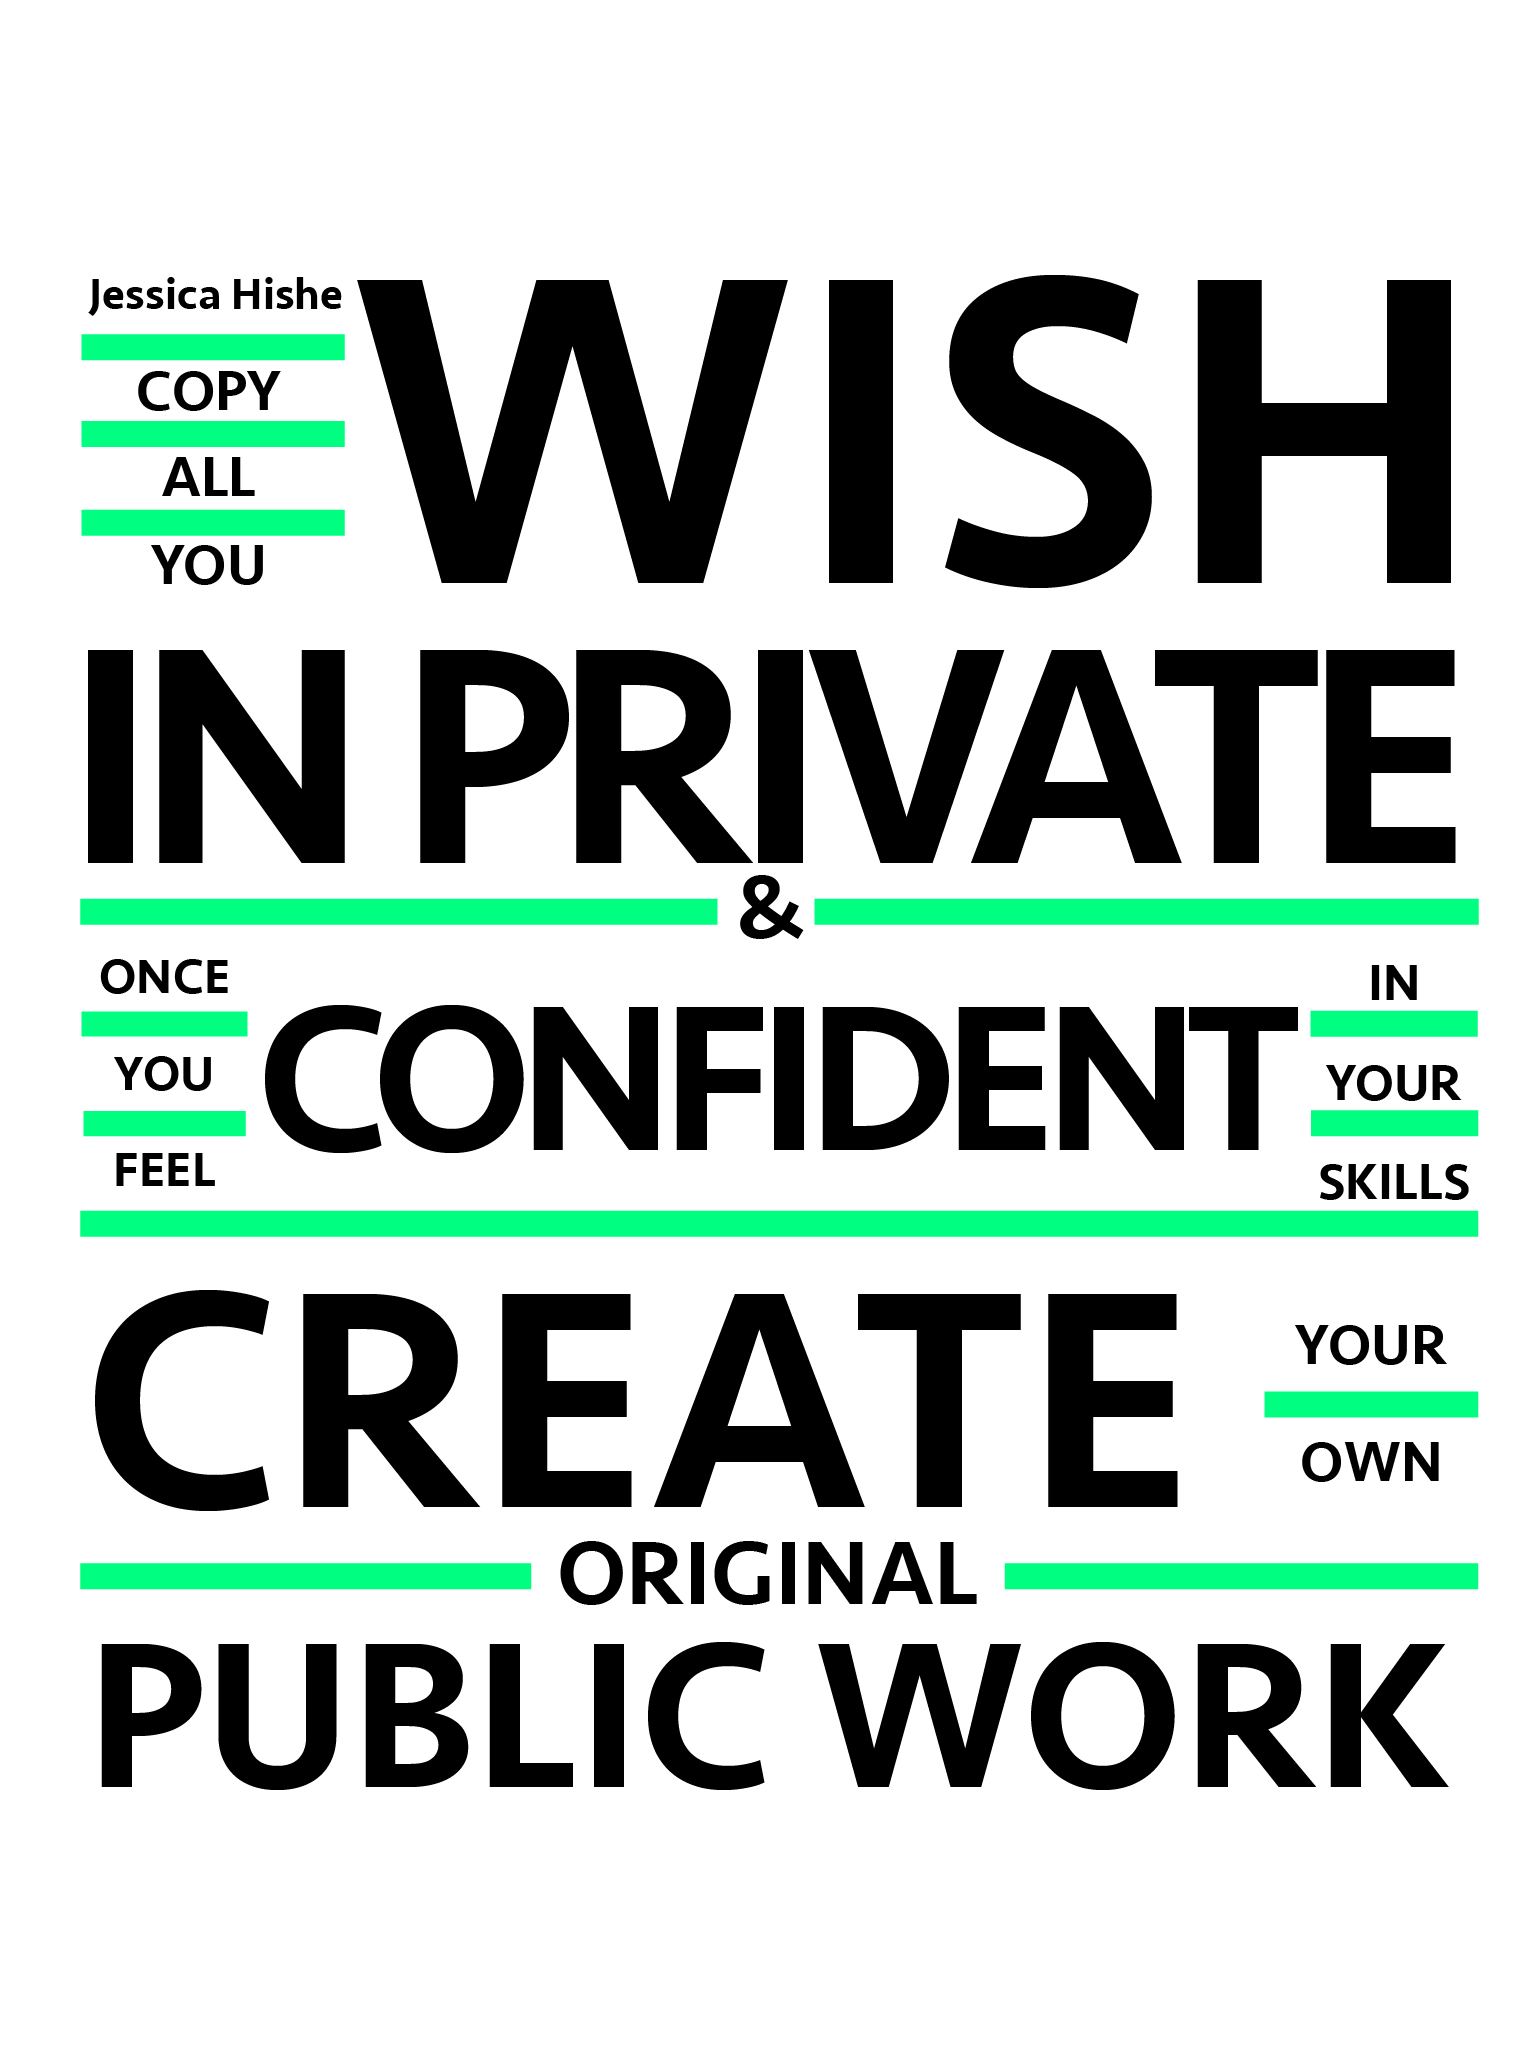 Jessica Hishe
COPY
ALL
YOU
WISH
IN PRIVATE
&
ONCE
YOU
FEEL
CONFIDENT
IN
YOUR
SKILLS
CREATE
YOUR
OWN
ORIGINAL
PUBLIC WORK